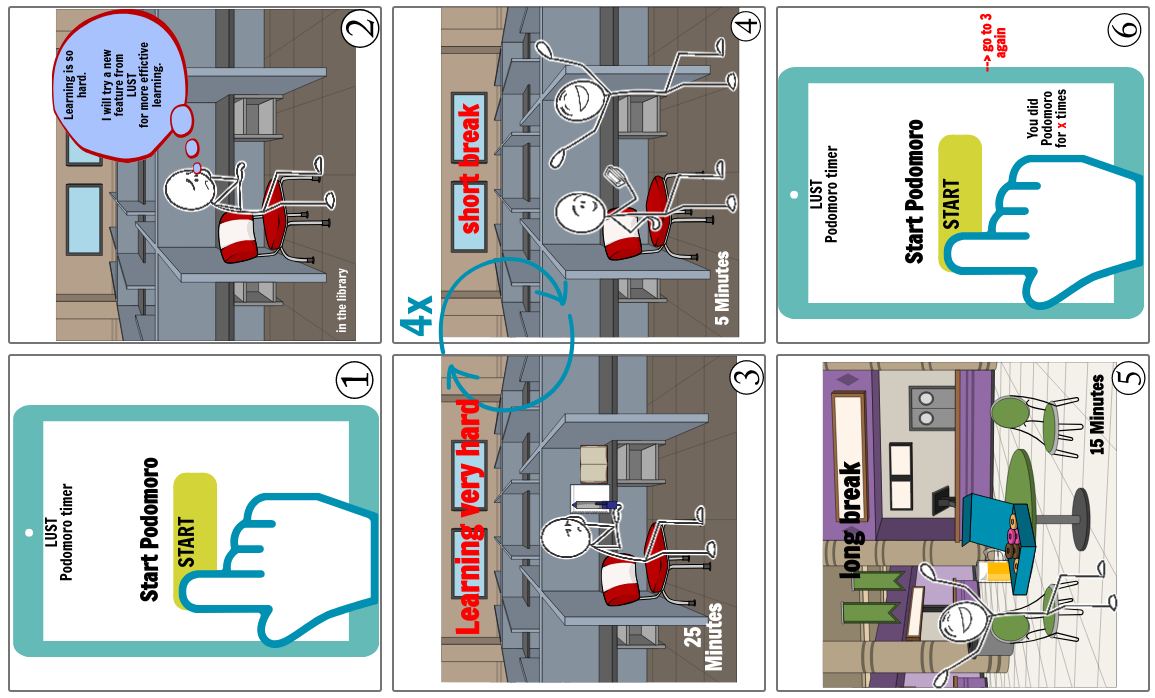 LUST
Podomoro timer
Start Podomoro
START
1
Learning is so
hard.
I will try a new
feature from
LUST
for more effictive
learning.
in the library
2
Learning very hard
25
Minutes
3
4x
short break
5 Minutes
4
long break
15 Minutes
5
LUST
Podomoro timer
Start Podomoro
START
You did
Podomoro
for x times
--> go to 3
again
6